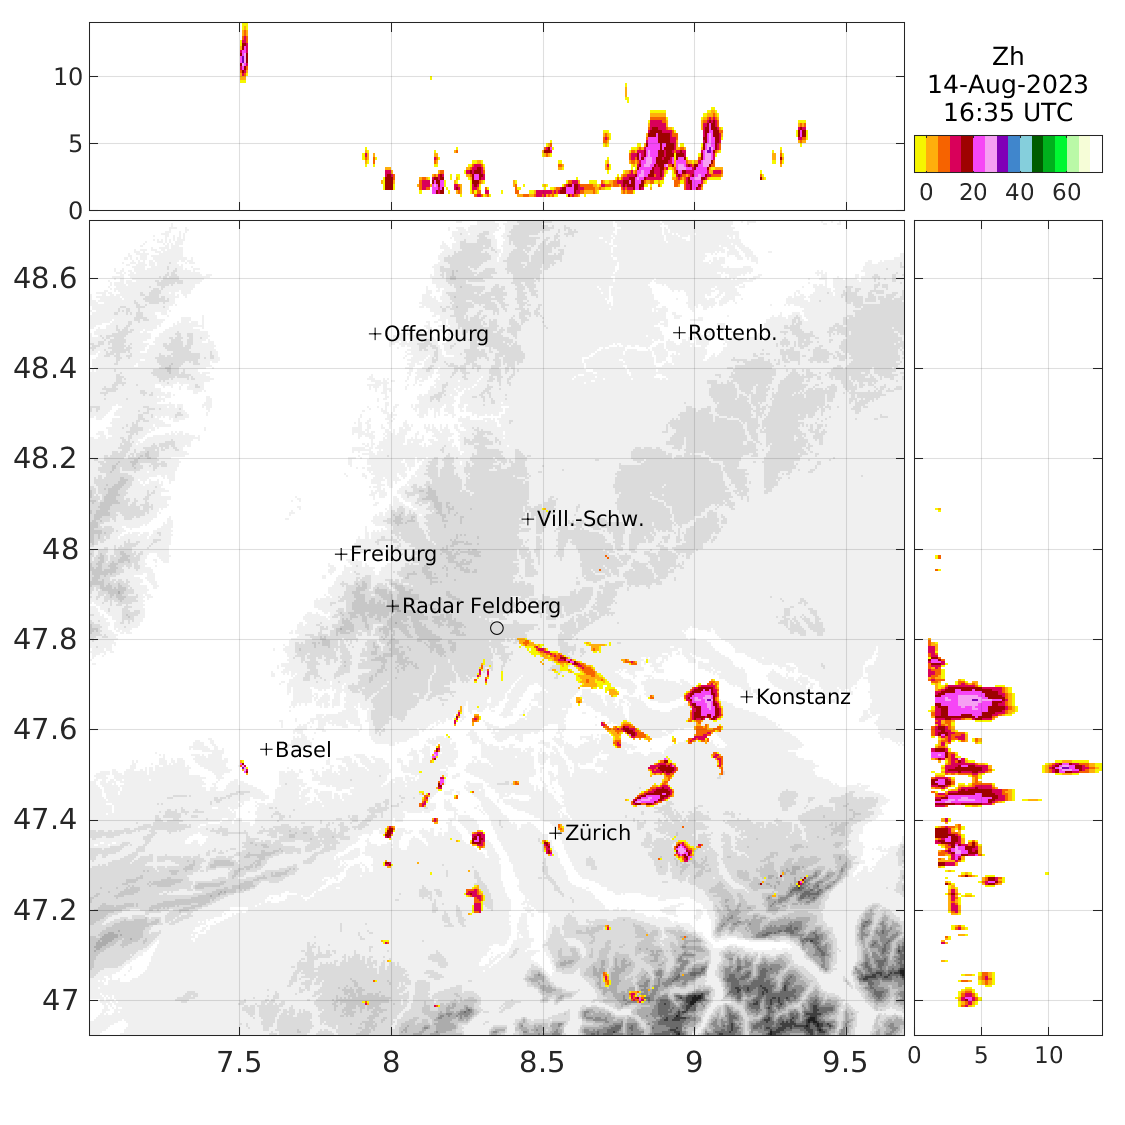 Zh
14-Aug-2023
16:35 UTC
0 20 40 60
10
5
0
48.6
48.4
48.2
48
47.8
47.6
47.4
47.2
47
+Offenburg
+Rottenb.
+Vill.-Schw.
+Freiburg
+Radar Feldberg
+Konstanz
+Basel
+Zürich
7.5 8 8.5 9 9.5
0 5 10